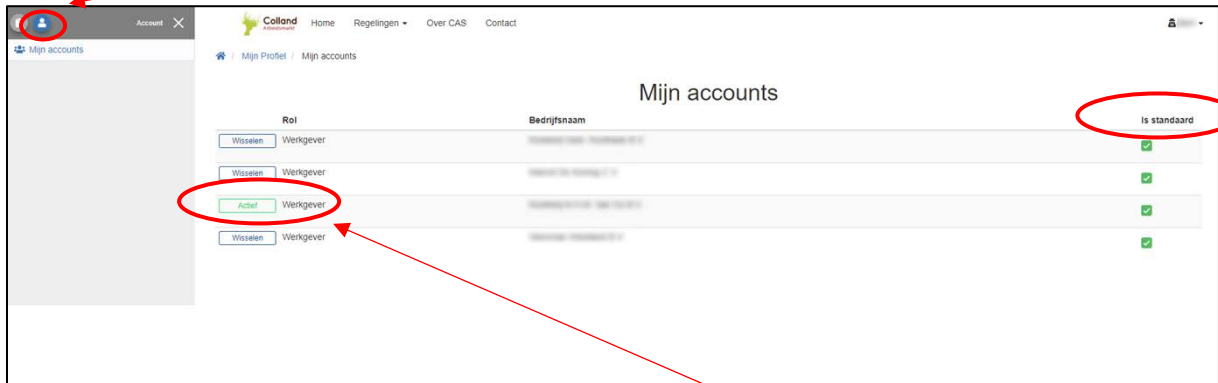 Account
Colland
Arbeidsmarkt
Home Regelingen Over CAS Contact
Mijn accounts
/ Mijn Profiel / Mijn accounts
Mijn accounts
Rol Bedrijfsnaam Is standaard
Wisselen Werkgever
Wisselen Werkgever
Actief Werkgever
Wisselen Werkgever